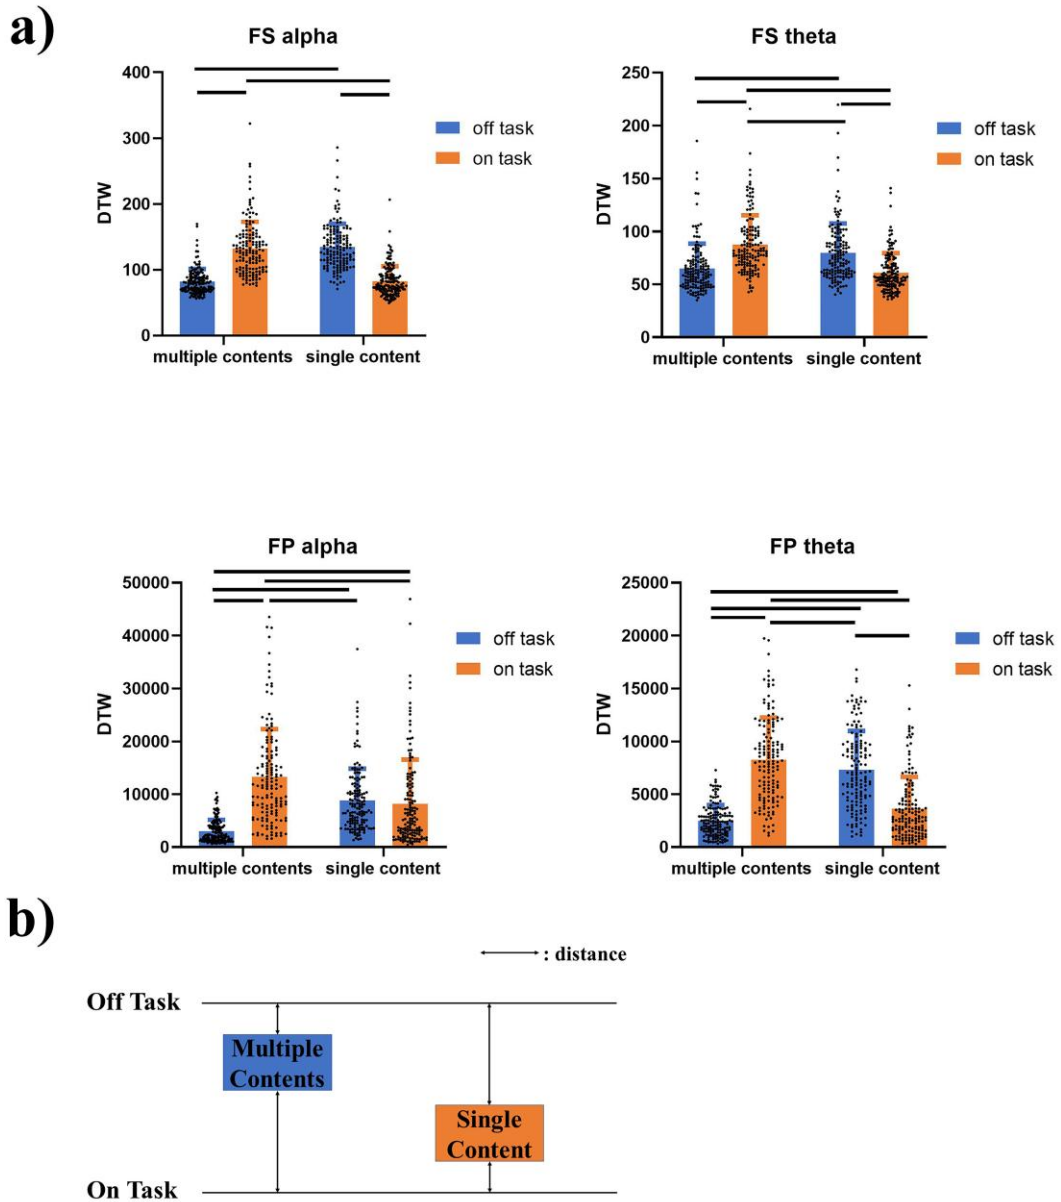 a)
FS alpha
400
300
200
100
0
DTW
multiple contents
single content
off task
on task
FS theta
250
200
150
100
50
0
DTW
multiple contents
single content
off task
on task
FP alpha
50000
40000
30000
20000
10000
0
DTW
multiple contents
single content
off task
on task
FP theta
25000
20000
15000
10000
5000
0
DTW
multiple contents
single content
off task
on task
b)
: distance
Off Task
Multiple
Contents
Single
Content
On Task